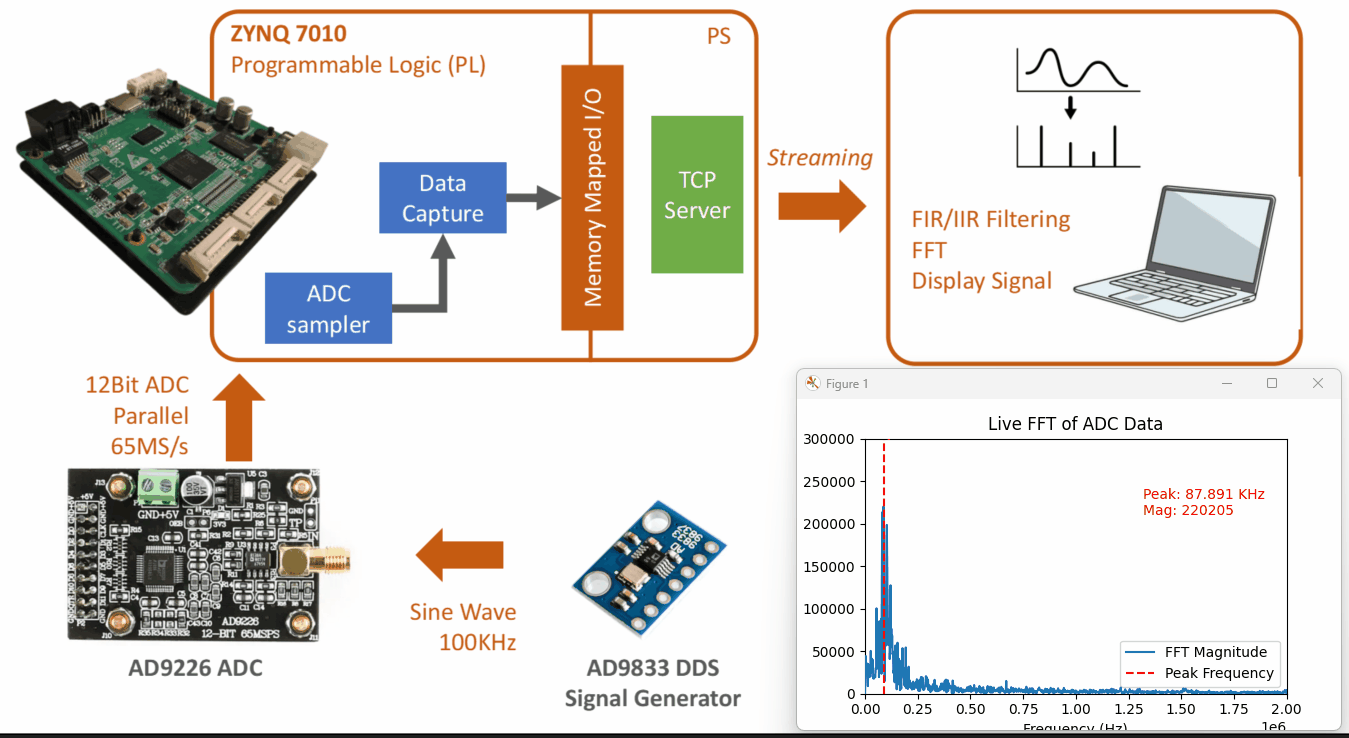 ZYNQ 7010
Programmable Logic (PL)
PS
Data
Capture
ADC
sampler
Memory Mapped I/O
TCP
Server
Streaming
FIR/IIR Filtering
FFT
Display Signal
12Bit ADC
Parallel
65MS/s
GND+5V
AD9226
12-BIT 65MSPS
AD9226 ADC
Sine Wave
100KHz
AD9833 DDS
Signal Generator
Figure 1
Live FFT of ADC Data
300000
250000
200000
150000
100000
50000
0
Peak: 87.891 KHz
Mag: 220205
FFT Magnitude
Peak Frequency
0.00 0.25 0.50 0.75 1.00 1.25 1.50 1.75 2.00
Frequency (Hz)
1e6